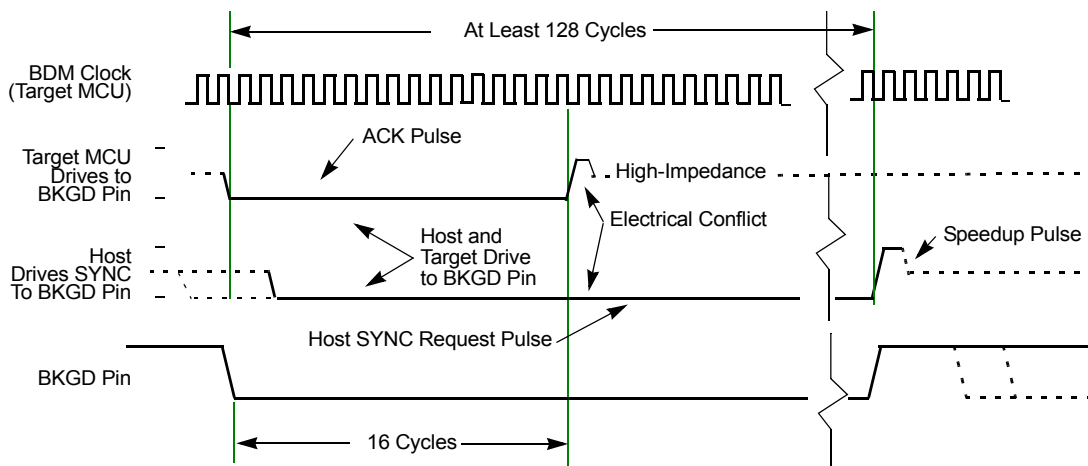 At Least 128 Cycles
BDM Clock
(Target MCU)
ACK Pulse
Target MCU
Drives to
BKGD Pin
High-Impedance
Electrical Conflict
Host and
Target Drive
to BKGD Pin
Speedup Pulse
Host
Drives SYNC
To BKGD Pin
Host SYNC Request Pulse
BKGD Pin
16 Cycles